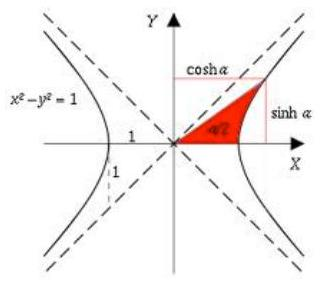 Y
cosh a
x² – y² = 1
a/2
sinh a
1
X
1